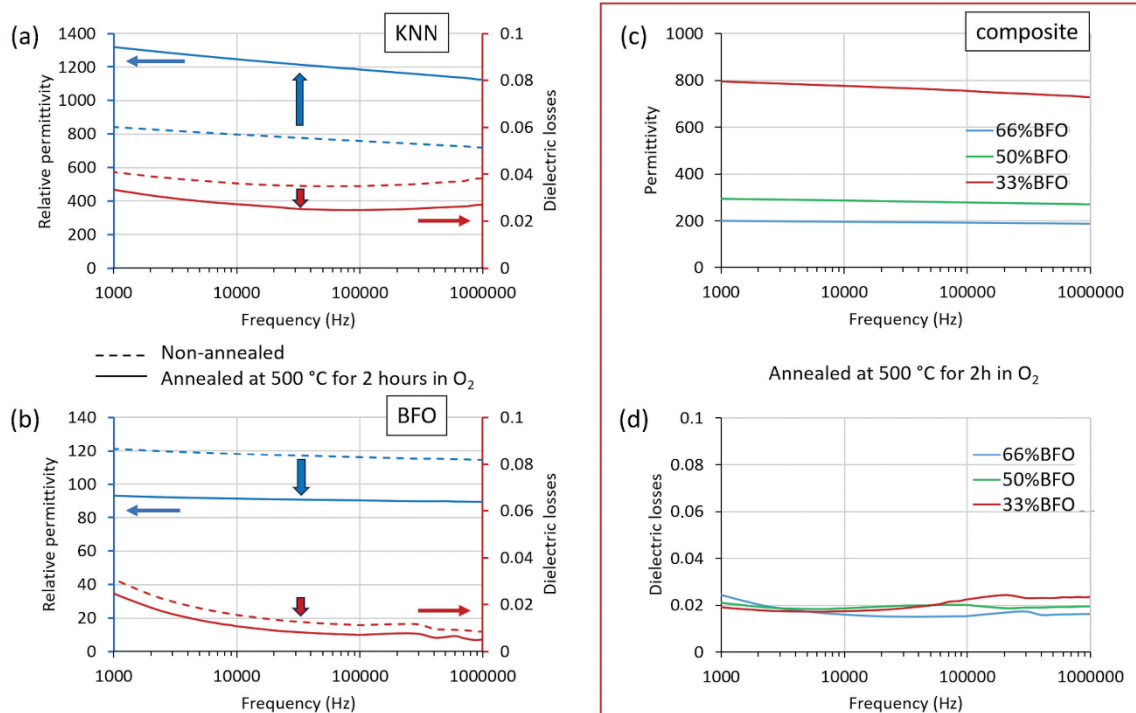 (a)
KNN
1400
1200
1000
800
600
400
200
0
Relative permittivity
0.1
0.08
0.06
0.04
0.02
0
Dielectric losses
1000
10000
100000
1000000
Frequency (Hz)
Non-annealed
Annealed at 500 °C for 2 hours in O₂
(b)
BFO
140
120
100
80
60
40
20
0
Relative permittivity
0.1
0.08
0.06
0.04
0.02
0
Dielectric losses
1000
10000
100000
1000000
Frequency (Hz)
(c)
composite
1000
800
600
400
200
0
Permittivity
66%BFO
50%BFO
33%BFO
1000
10000
100000
1000000
Frequency (Hz)
Annealed at 500 °C for 2h in O₂
(d)
0.1
0.08
0.06
0.04
0.02
0
Dielectric losses
66%BFO
50%BFO
33%BFO
1000
10000
100000
1000000
Frequency (Hz)